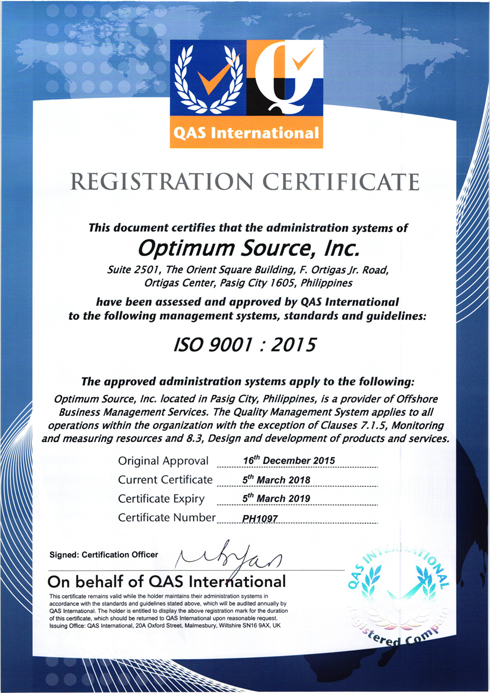 QAS International
REGISTRATION CERTIFICATE
This document certifies that the administration systems of
Optimum Source, Inc.
Suite 2501, The Orient Square Building, F. Ortigas Jr. Road,
Ortigas Center, Pasig City 1605, Philippines
have been assessed and approved by QAS International
to the following management systems, standards and guidelines:
ISO 9001 : 2015
The approved administration systems apply to the following:
Optimum Source, Inc. located in Pasig City, Philippines, is a provider of Offshore
Business Management Services. The Quality Management System applies to all
operations within the organization with the exception of Clauses 7.1.5, Monitoring
and measuring resources and 8.3, Design and development of products and services.
Original Approval 16th December 2015
Current Certificate 5th March 2018
Certificate Expiry 5th March 2019
Certificate Number PH1097
Signed: Certification Officer
On behalf of QAS International
This certificate remains valid while the holder maintains their administration systems in
accordance with the standards and guidelines stated above, which will be audited annually by
QAS International. The holder is entitled to display the above registration mark for the duration
of this certificate, which should be returned to QAS International upon reasonable request.
Issuing Office: QAS International, 20A Oxford Street, Malmesbury, Wiltshire SN16 9AX, UK
QAS INTERNATIONAL